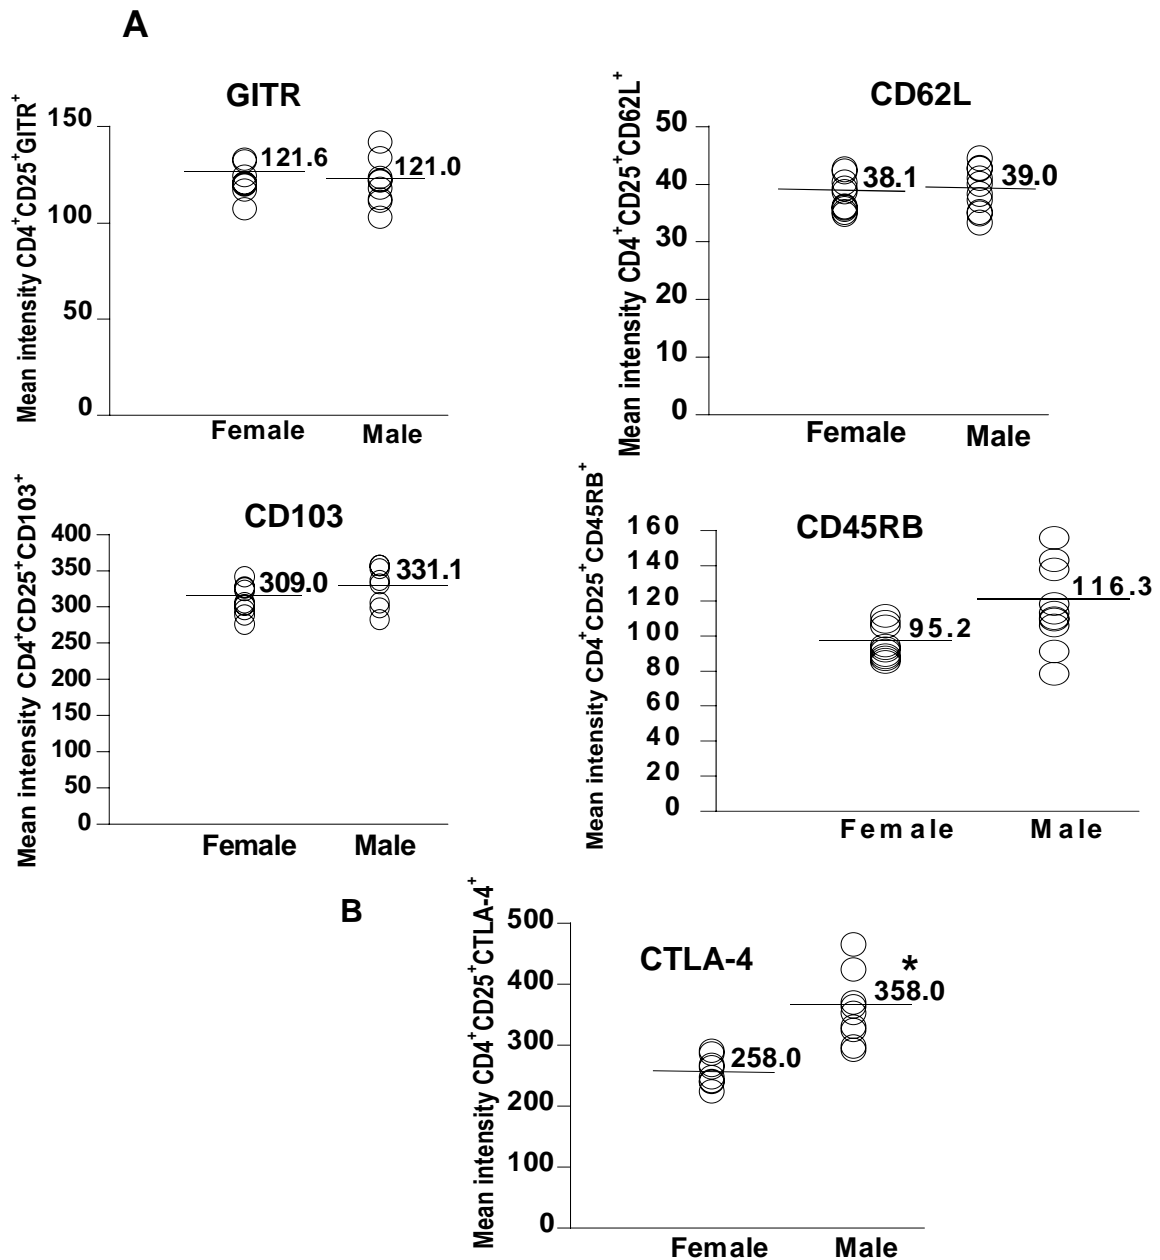 A
GITR
Mean intensity CD4+CD25+GITR+
150
100
50
0
121.6
121.0
Female Male
CD62L
Mean intensity CD4+CD25+CD62L+
50
40
30
20
10
0
38.1
39.0
Female Male
CD103
Mean intensity CD4+CD25+CD103+
400
350
300
250
200
150
100
50
0
309.0
331.1
Female Male
CD45RB
Mean intensity CD4+CD25+CD45RB+
160
140
120
100
80
60
40
20
0
95.2
116.3
Female Male
B
CTLA-4
Mean intensity CD4+CD25+CTLA-4+
500
400
300
200
100
0
258.0
*
358.0
Female Male